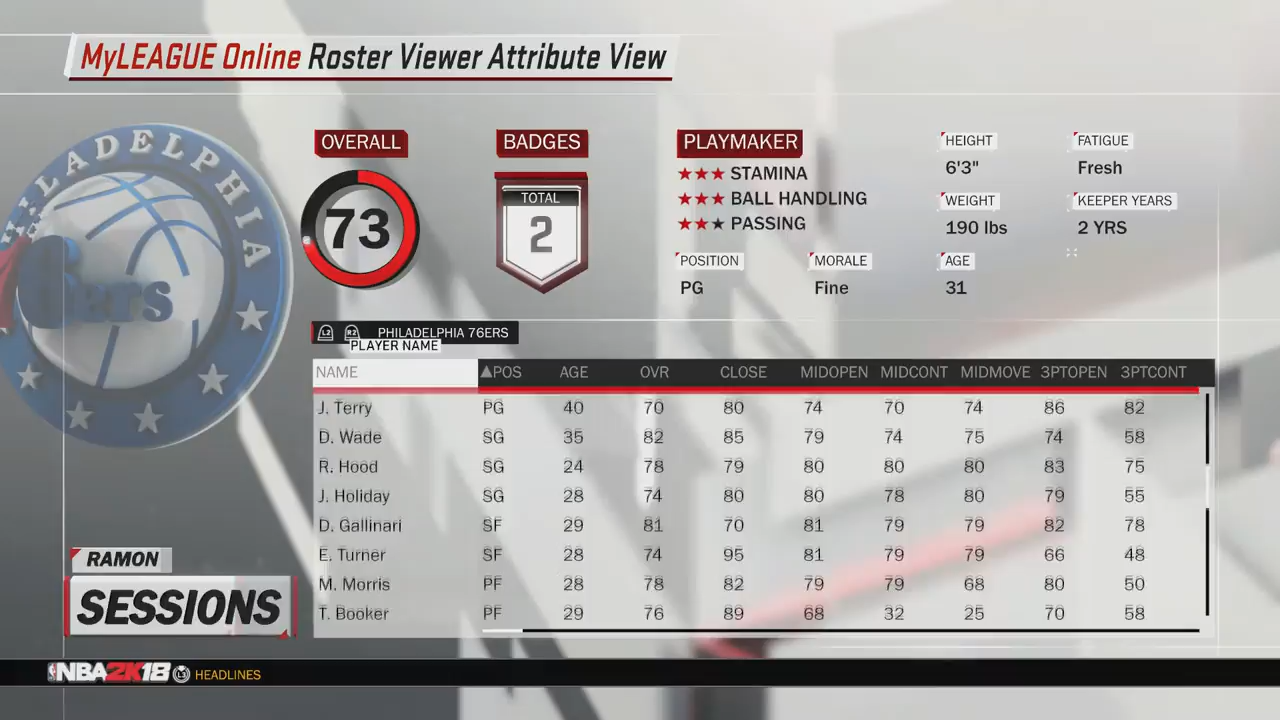 MyLEAGUE Online Roster Viewer Attribute View
PHILADELPHIA
6ers
OVERALL
73
BADGES
TOTAL
2
PLAYMAKER
★★★ STAMINA
★★★ BALL HANDLING
★★★ PASSING
POSITION
PG
MORALE
Fine
HEIGHT
6'3"
WEIGHT
190 lbs
AGE
31
FATIGUE
Fresh
KEEPER YEARS
2 YRS
L2 R2 PHILADELPHIA 76ERS
PLAYER NAME
NAME ▲POS AGE OVR CLOSE MIDOPEN MIDCONT MIDMOVE 3PTOPEN 3PTCONT
J. Terry PG 40 70 80 74 70 74 86 82
D. Wade SG 35 82 85 79 74 75 74 58
R. Hood SG 24 78 79 80 80 80 83 75
J. Holiday SG 28 74 80 80 78 80 79 55
D. Gallinari SF 29 81 70 81 79 79 82 78
E. Turner SF 28 74 95 81 79 79 66 48
M. Morris PF 28 78 82 79 79 68 80 50
T. Booker PF 29 76 89 68 32 25 70 58
RAMON
SESSIONS
NBA2K18 HEADLINES